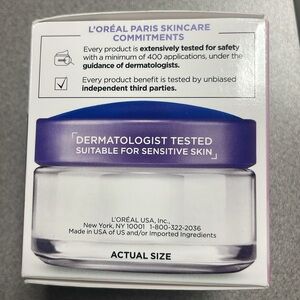 L'ORÉAL PARIS SKINCARE
COMMITMENTS
Every product is extensively tested for safety
with a minimum of 400 applications, under the
guidance of dermatologists.
Every product benefit is tested by unbiased
independent third parties.
DERMATOLOGIST TESTED
SUITABLE FOR SENSITIVE SKIN
L'ORÉAL USA, Inc.,
New York, NY 10001 1-800-322-2036
Made in USA of US and/or Imported Ingredients
ACTUAL SIZE